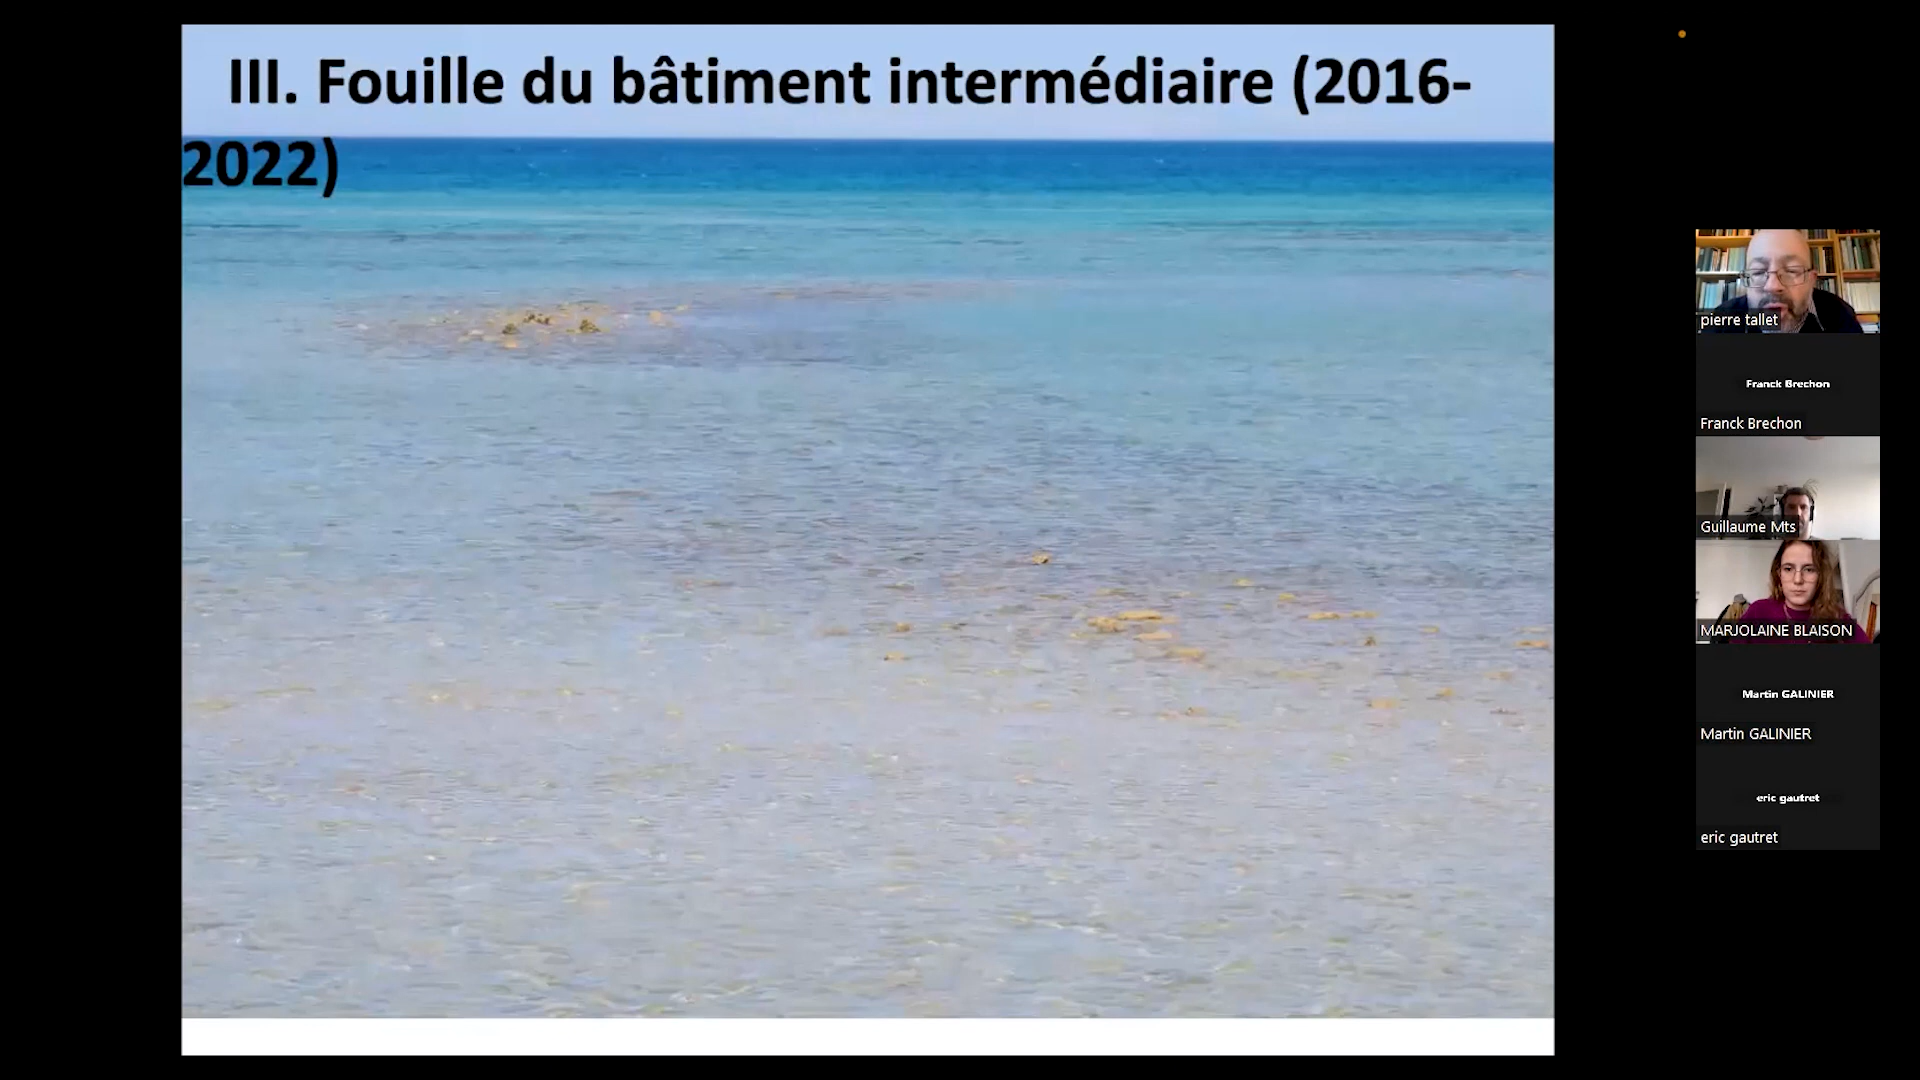 III. Fouille du bâtiment intermédiaire (2016-
2022)
pierre tallet
Franck Brechon
Franck Brechon
Guillaume Mts
MARJOLAINE BLAISON
Martin GALINIER
Martin GALINIER
eric gautret
eric gautret